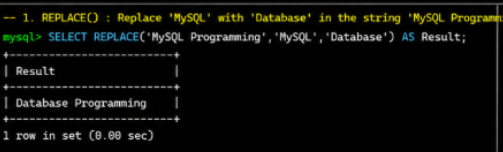 -- 1. REPLACE() : Replace 'MySQL' with 'Database' in the string 'MySQL Programm
mysql> SELECT REPLACE('MySQL Programming','MySQL','Database') AS Result;
+----------------------+
| Result               |
+----------------------+
| Database Programming |
+----------------------+
1 row in set (0.00 sec)